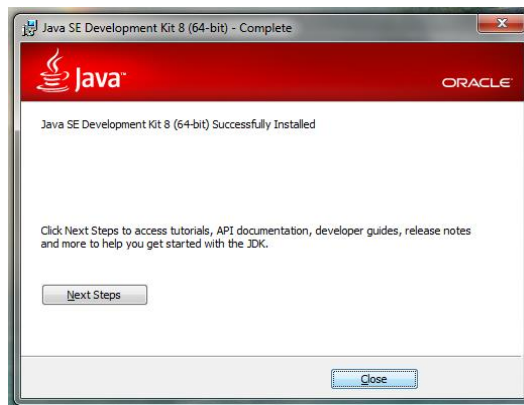 Java SE Development Kit 8 (64-bit) - Complete
Java™
ORACLE
Java SE Development Kit 8 (64-bit) Successfully Installed
Click Next Steps to access tutorials, API documentation, developer guides, release notes
and more to help you get started with the JDK.
Next Steps
Close